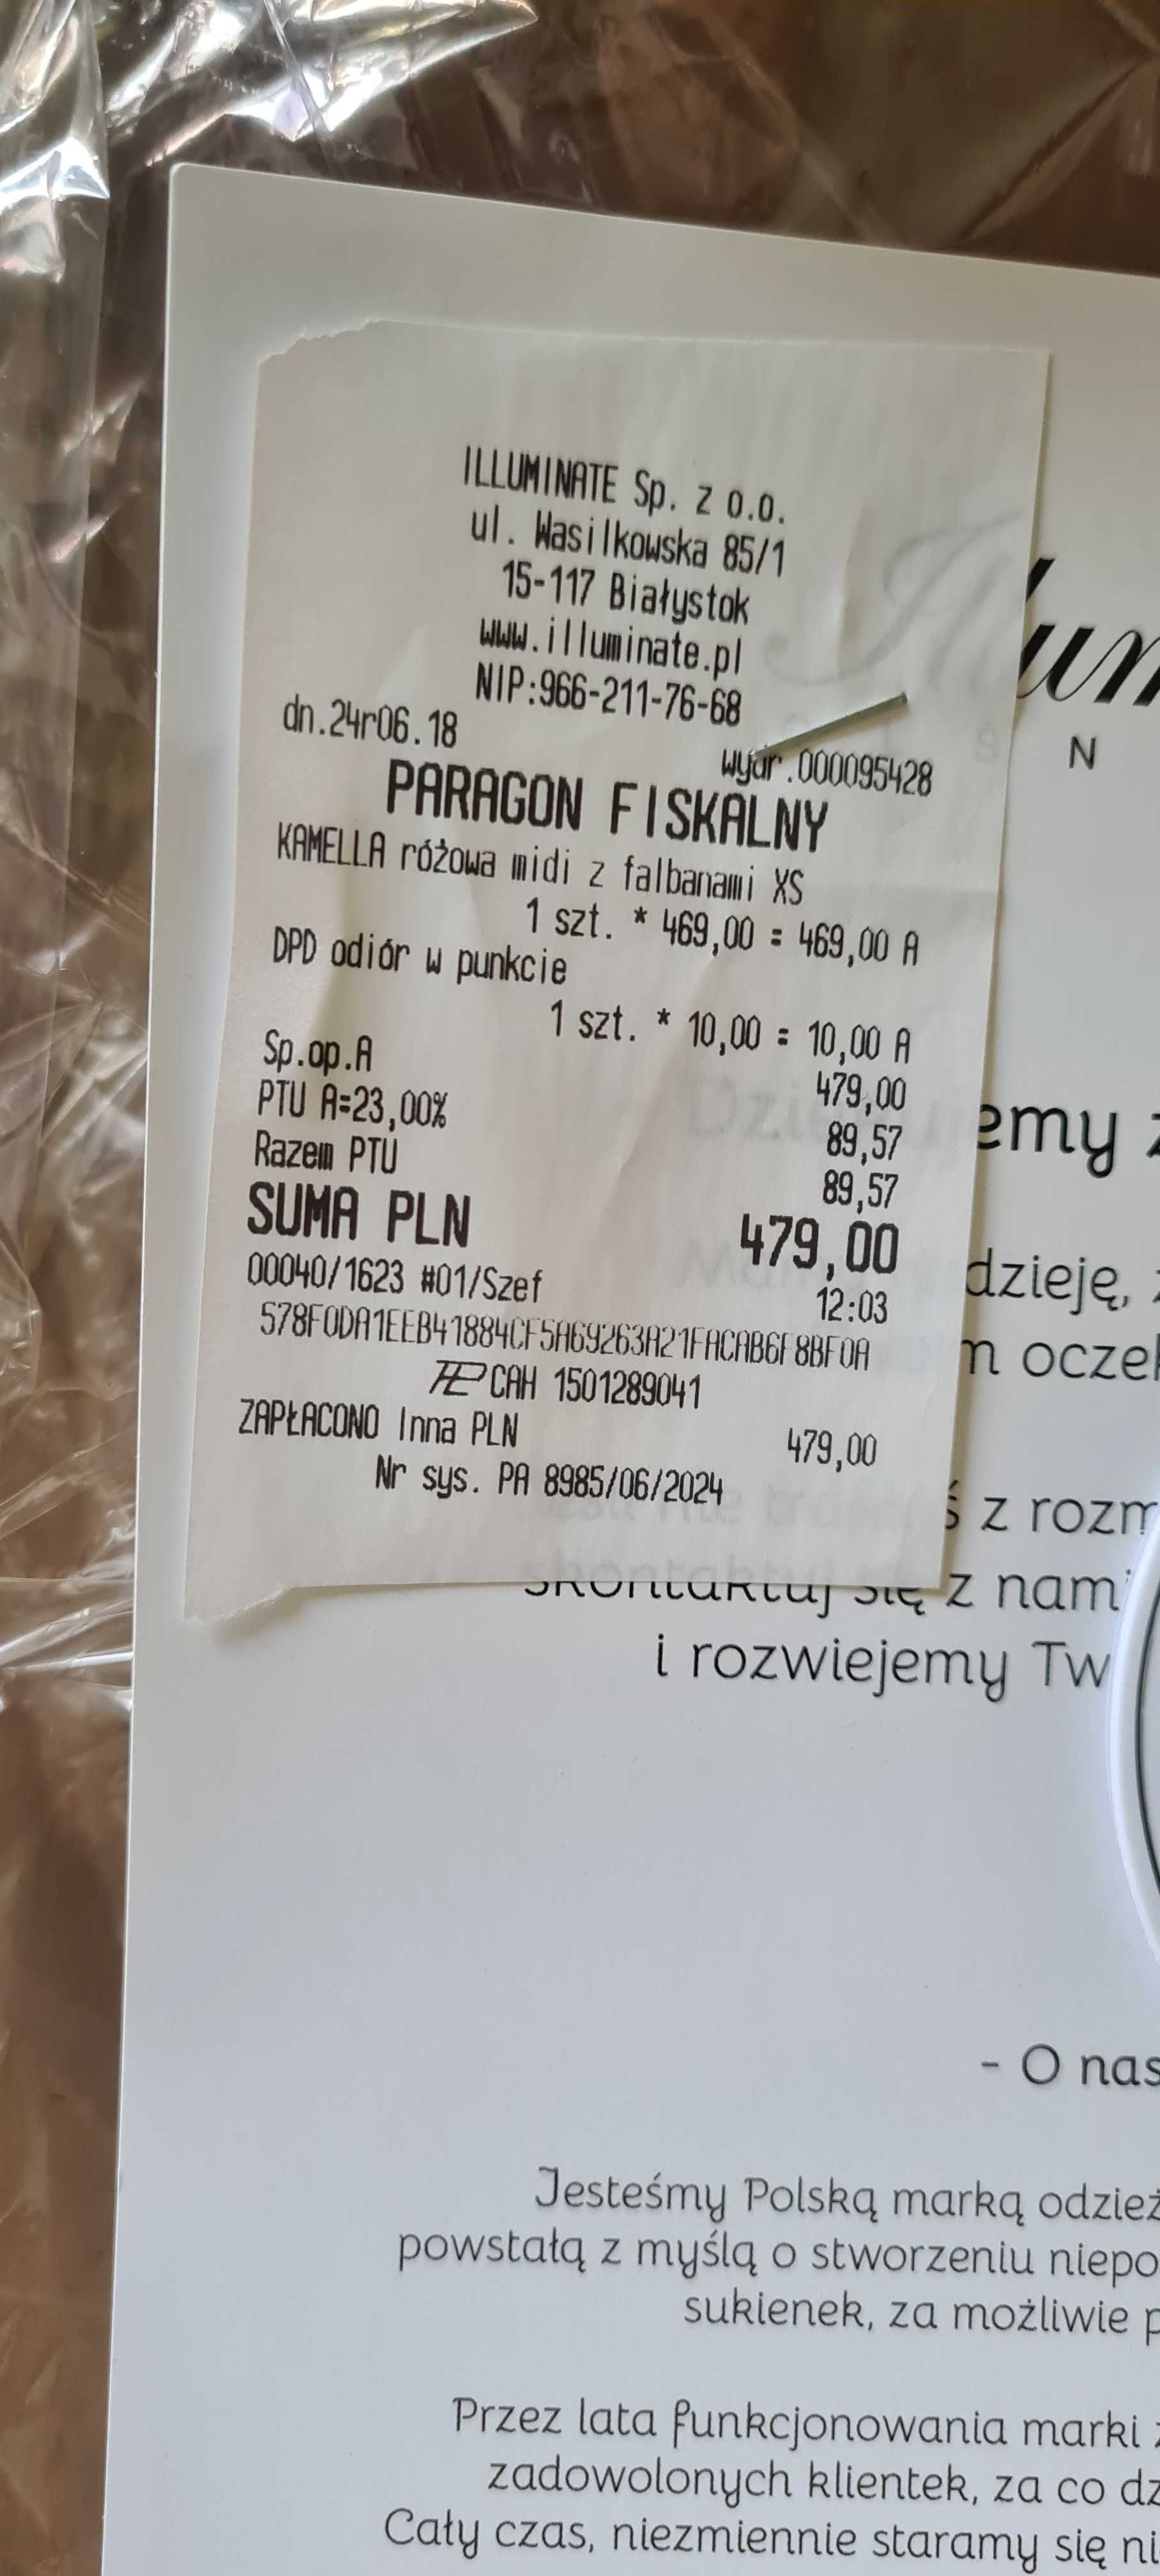 ILLUMINATE Sp. z o.o.
ul. Wasilkowska 85/1
15-117 Białystok
www.illuminate.pl
NIP:966-211-76-68
dn.24r06.18
wydr.000095428
PARAGON FISKALNY
KAMELLA różowa midi z falbanami XS
1 szt. * 469,00 = 469,00 A
DPD odiór w punkcie
1 szt. * 10,00 = 10,00 A
Sp.op.A 479,00
PTU A=23,00% 89,57
Razem PTU 89,57
SUMA PLN 479,00
00040/1623 #01/Szef 12:03
578F0DA1EEB41884CF5A69263A21FACAB6F8BF0A
CAH 1501289041
ZAPŁACONO Inna PLN 479,00
Nr sys. PA 8985/06/2024
lum
N
emy z
dzieję, z
m oczek
ś z rozm
skontaktuj się z nami
i rozwiejemy Tw
- O nas
Jesteśmy Polską marką odzież
powstałą z myślą o stworzeniu niepo
sukienek, za możliwie p
Przez lata funkcjonowania marki z
zadowolonych klientek, za co dz
Cały czas, niezmiennie staramy się ni